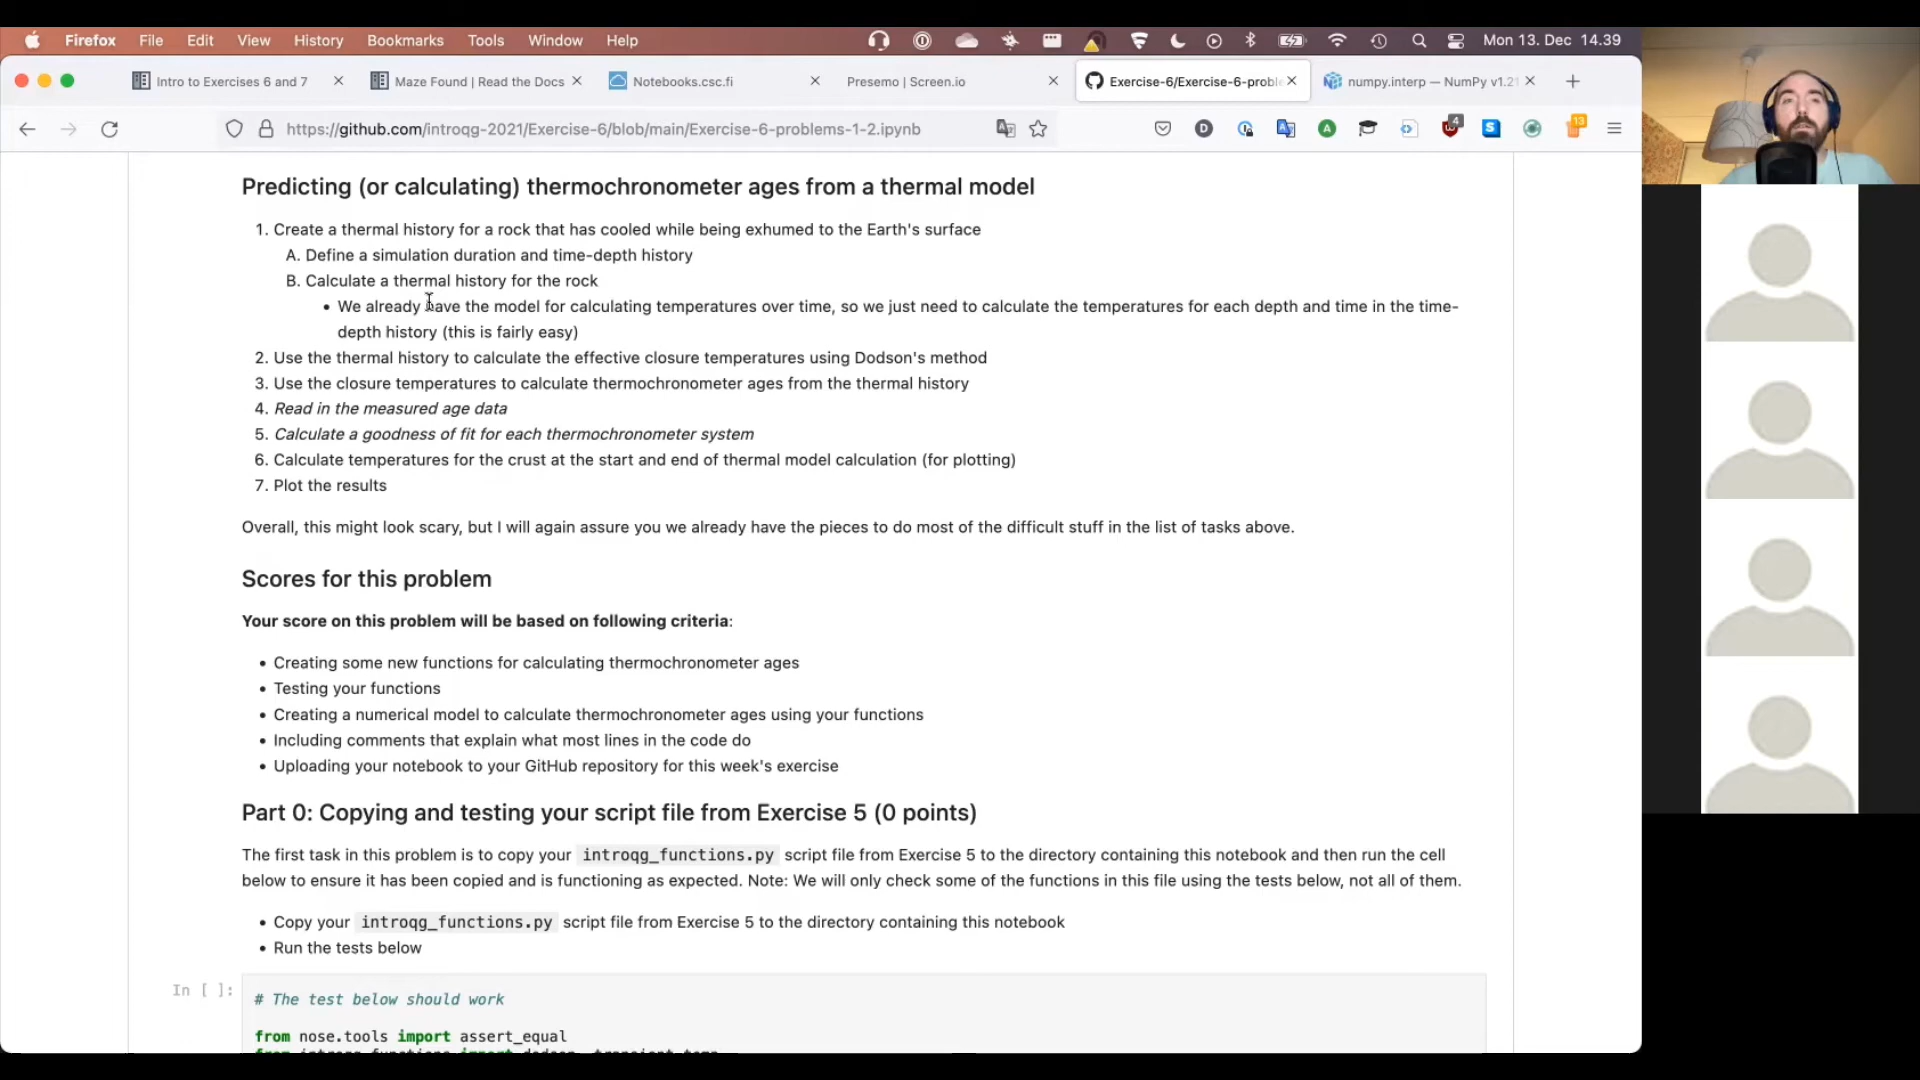 Firefox File Edit View History Bookmarks Tools Window Help Mon 13. Dec 14.39
Intro to Exercises 6 and 7 Maze Found | Read the Docs Notebooks.csc.fi Presemo | Screen.io Exercise-6/Exercise-6-proble numpy.interp — NumPy v1.21
https://github.com/introqg-2021/Exercise-6/blob/main/Exercise-6-problems-1-2.ipynb D A 4 S 13
Predicting (or calculating) thermochronometer ages from a thermal model
1. Create a thermal history for a rock that has cooled while being exhumed to the Earth's surface
A. Define a simulation duration and time-depth history
B. Calculate a thermal history for the rock
• We already have the model for calculating temperatures over time, so we just need to calculate the temperatures for each depth and time in the time-
depth history (this is fairly easy)
2. Use the thermal history to calculate the effective closure temperatures using Dodson's method
3. Use the closure temperatures to calculate thermochronometer ages from the thermal history
4. Read in the measured age data
5. Calculate a goodness of fit for each thermochronometer system
6. Calculate temperatures for the crust at the start and end of thermal model calculation (for plotting)
7. Plot the results
Overall, this might look scary, but I will again assure you we already have the pieces to do most of the difficult stuff in the list of tasks above.
Scores for this problem
Your score on this problem will be based on following criteria:
• Creating some new functions for calculating thermochronometer ages
• Testing your functions
• Creating a numerical model to calculate thermochronometer ages using your functions
• Including comments that explain what most lines in the code do
• Uploading your notebook to your GitHub repository for this week's exercise
Part 0: Copying and testing your script file from Exercise 5 (0 points)
The first task in this problem is to copy your introqg_functions.py script file from Exercise 5 to the directory containing this notebook and then run the cell
below to ensure it has been copied and is functioning as expected. Note: We will only check some of the functions in this file using the tests below, not all of them.
• Copy your introqg_functions.py script file from Exercise 5 to the directory containing this notebook
• Run the tests below
In [ ]:
# The test below should work
from nose.tools import assert_equal